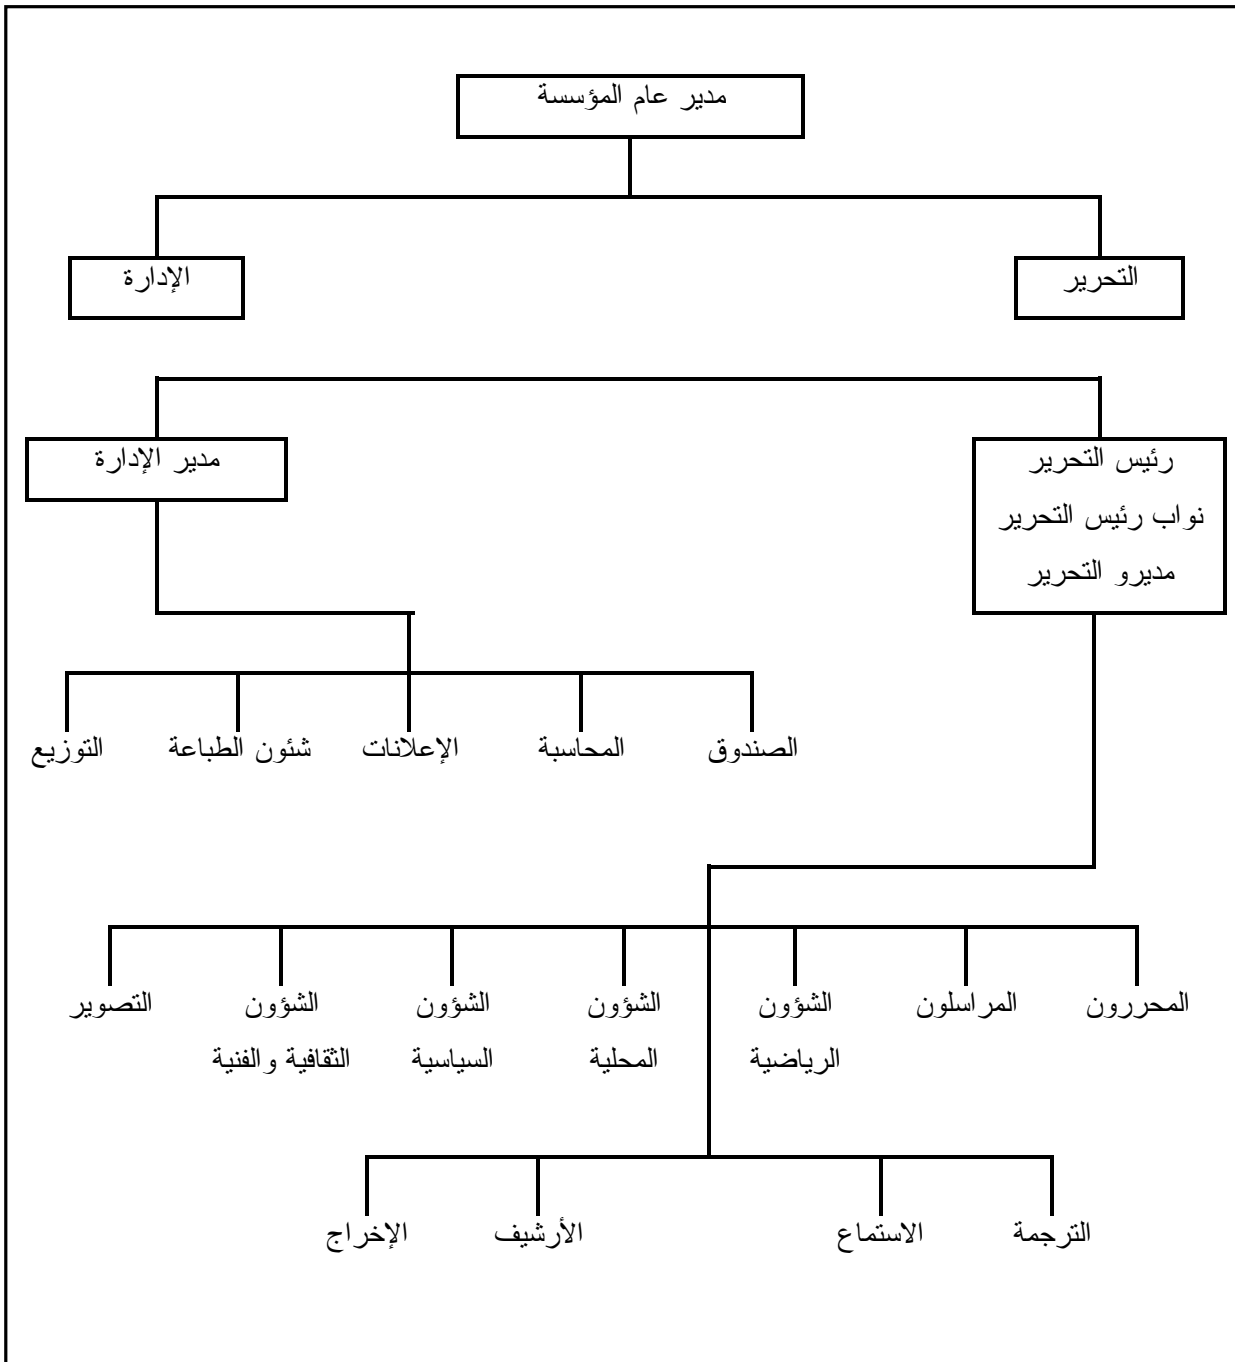 مدير عام المؤسسة
التحرير
الإدارة
رئيس التحرير
نواب رئيس التحرير
مديرو التحرير
مدير الإدارة
الصندوق
المحاسبة
الإعلانات
شئون الطباعة
التوزيع
المحررون
المراسلون
الشؤون
الرياضية
الشؤون
المحلية
الشؤون
السياسية
الشؤون
الثقافية والفنية
التصوير
الترجمة
الاستماع
الأرشيف
الإخراج